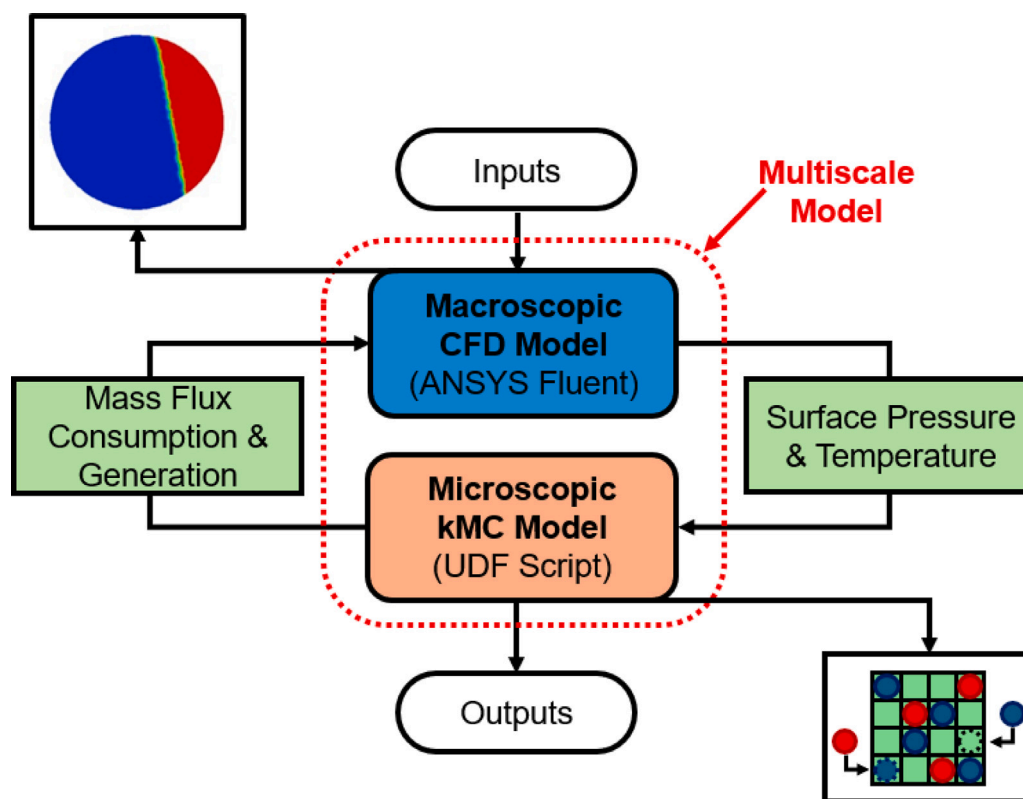 Inputs
Multiscale
Model
Macroscopic
CFD Model
(ANSYS Fluent)
Mass Flux
Consumption &
Generation
Surface Pressure
& Temperature
Microscopic
kMC Model
(UDF Script)
Outputs